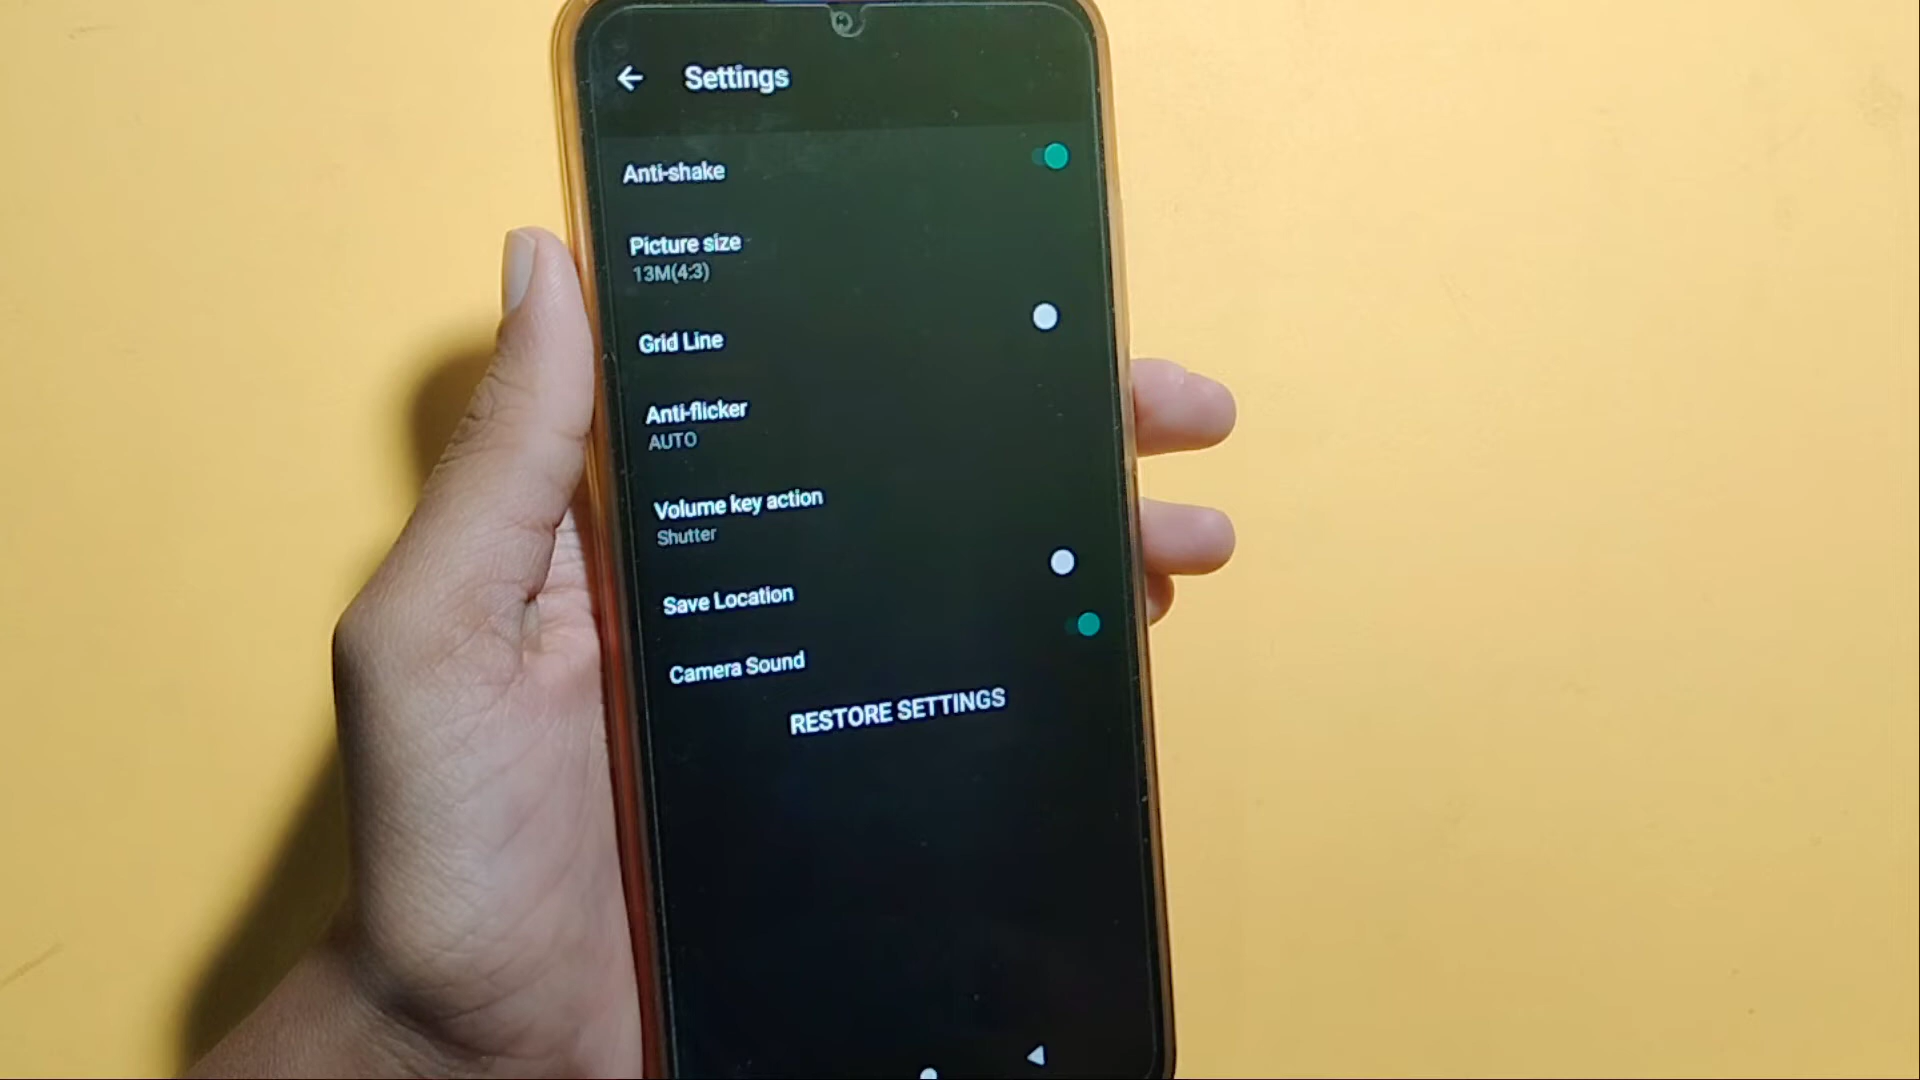 Settings
Anti-shake
Picture size
13M(4:3)
Grid Line
Anti-flicker
AUTO
Volume key action
Shutter
Save Location
Camera Sound
RESTORE SETTINGS